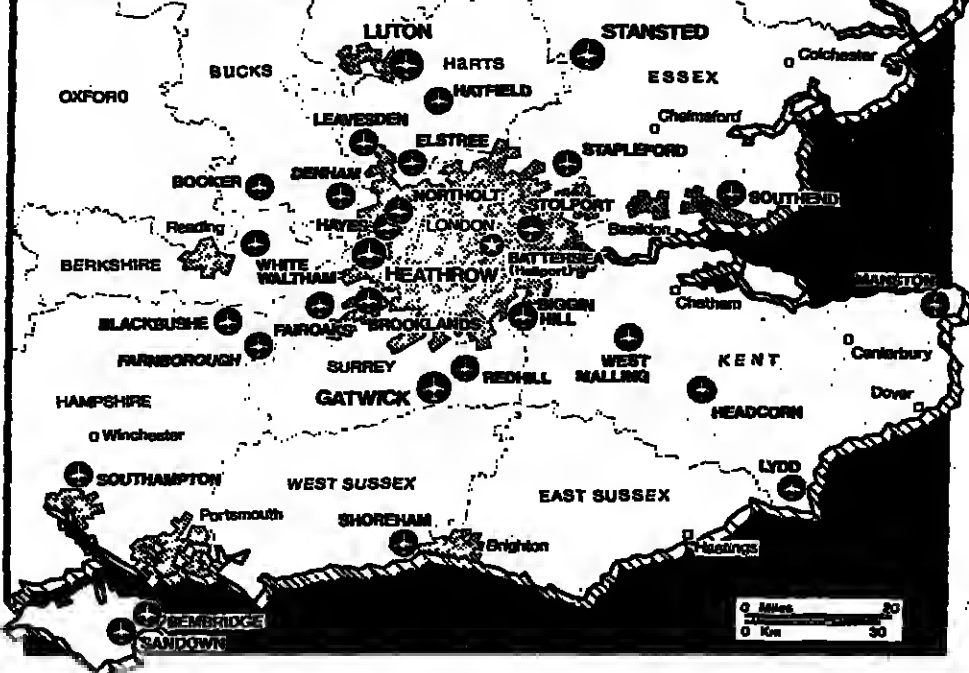 LUTON
STANSTED
Colchester
BUCKS
HARTS
ESSEX
OXFORD
HATFIELD
LEAVESDEN
Chelmsford
ELSTREE
STAPLEFORD
DENHAM
BOOKER
NORTHOLT
SOUTHEND
STOLPORT
Reading
HAYES
LONDON
Basildon
BERKSHIRE
WHITE
WALTHAM
BATTERSEA
(Heliport)
HEATHROW
MANSTON
Chatham
BIGGIN
HILL
BLACKBUSHE
FAIROAKS
BROOKLANDS
Canterbury
FARNBOROUGH
SURREY
WEST
MALLING
KENT
REDHILL
GATWICK
Dover
HAMPSHIRE
HEADCORN
Winchester
LYDD
SOUTHAMPTON
WEST SUSSEX
EAST SUSSEX
Portsmouth
SHOREHAM
Brighton
Hastings
BEMBRIDGE
SANDOWN
0 Miles 20
0 Km 30